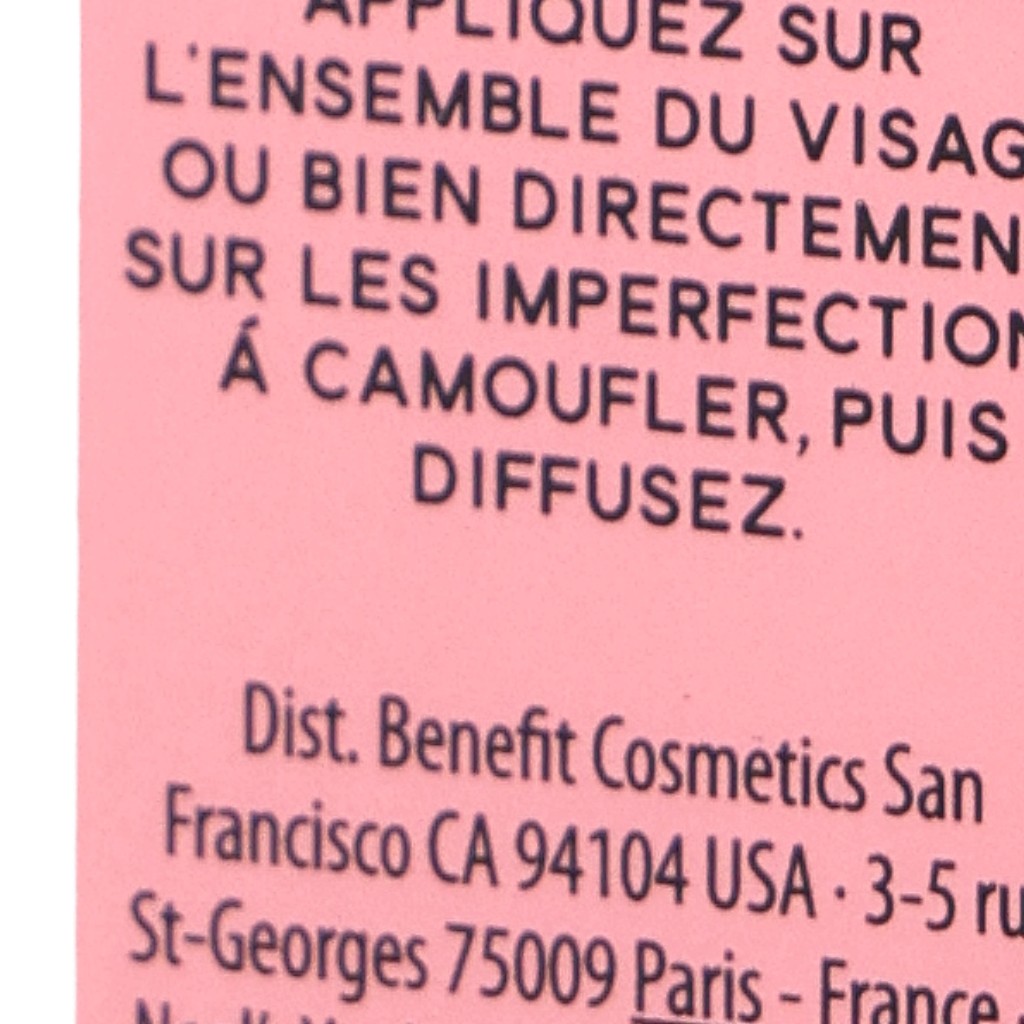 APPLIQUEZ SUR
L'ENSEMBLE DU VISAG
OU BIEN DIRECTEMEN
SUR LES IMPERFECTION
Á CAMOUFLER, PUIS
DIFFUSEZ.
Dist. Benefit Cosmetics San
Francisco CA 94104 USA · 3-5 ru
St-Georges 75009 Paris - France